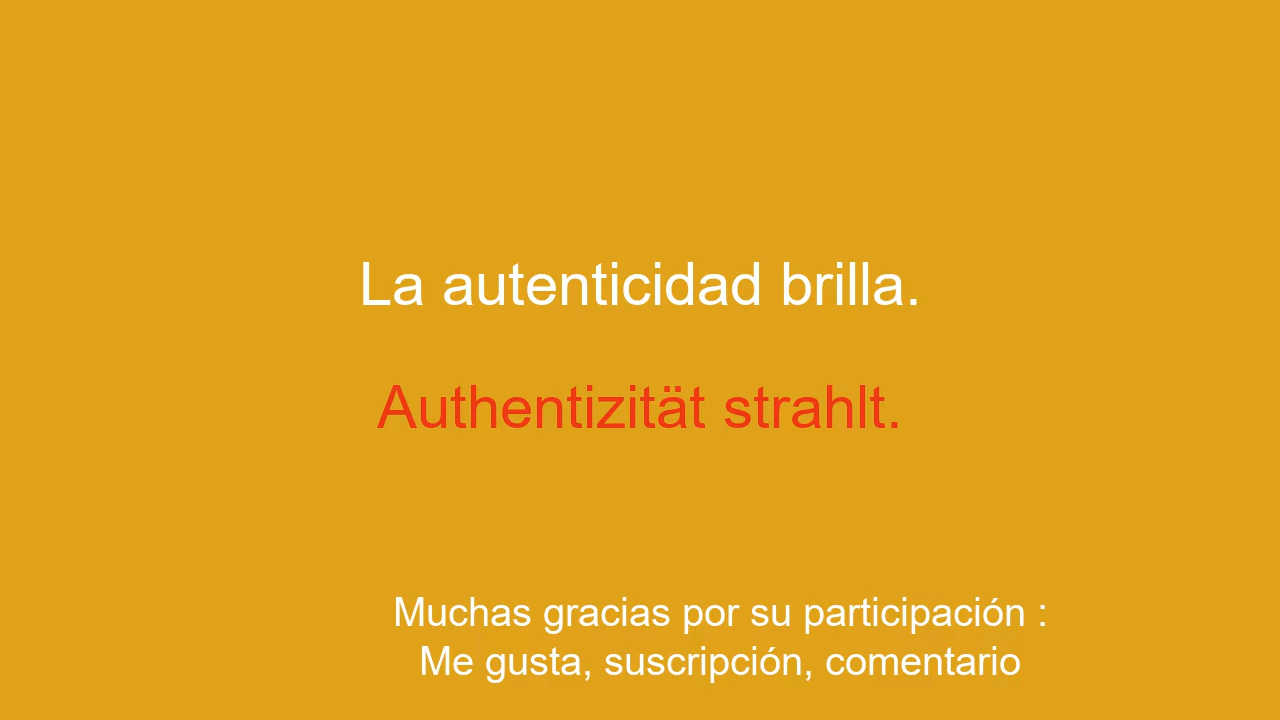 La autenticidad brilla.
Authentizität strahlt.
Muchas gracias por su participación :
Me gusta, suscripción, comentario